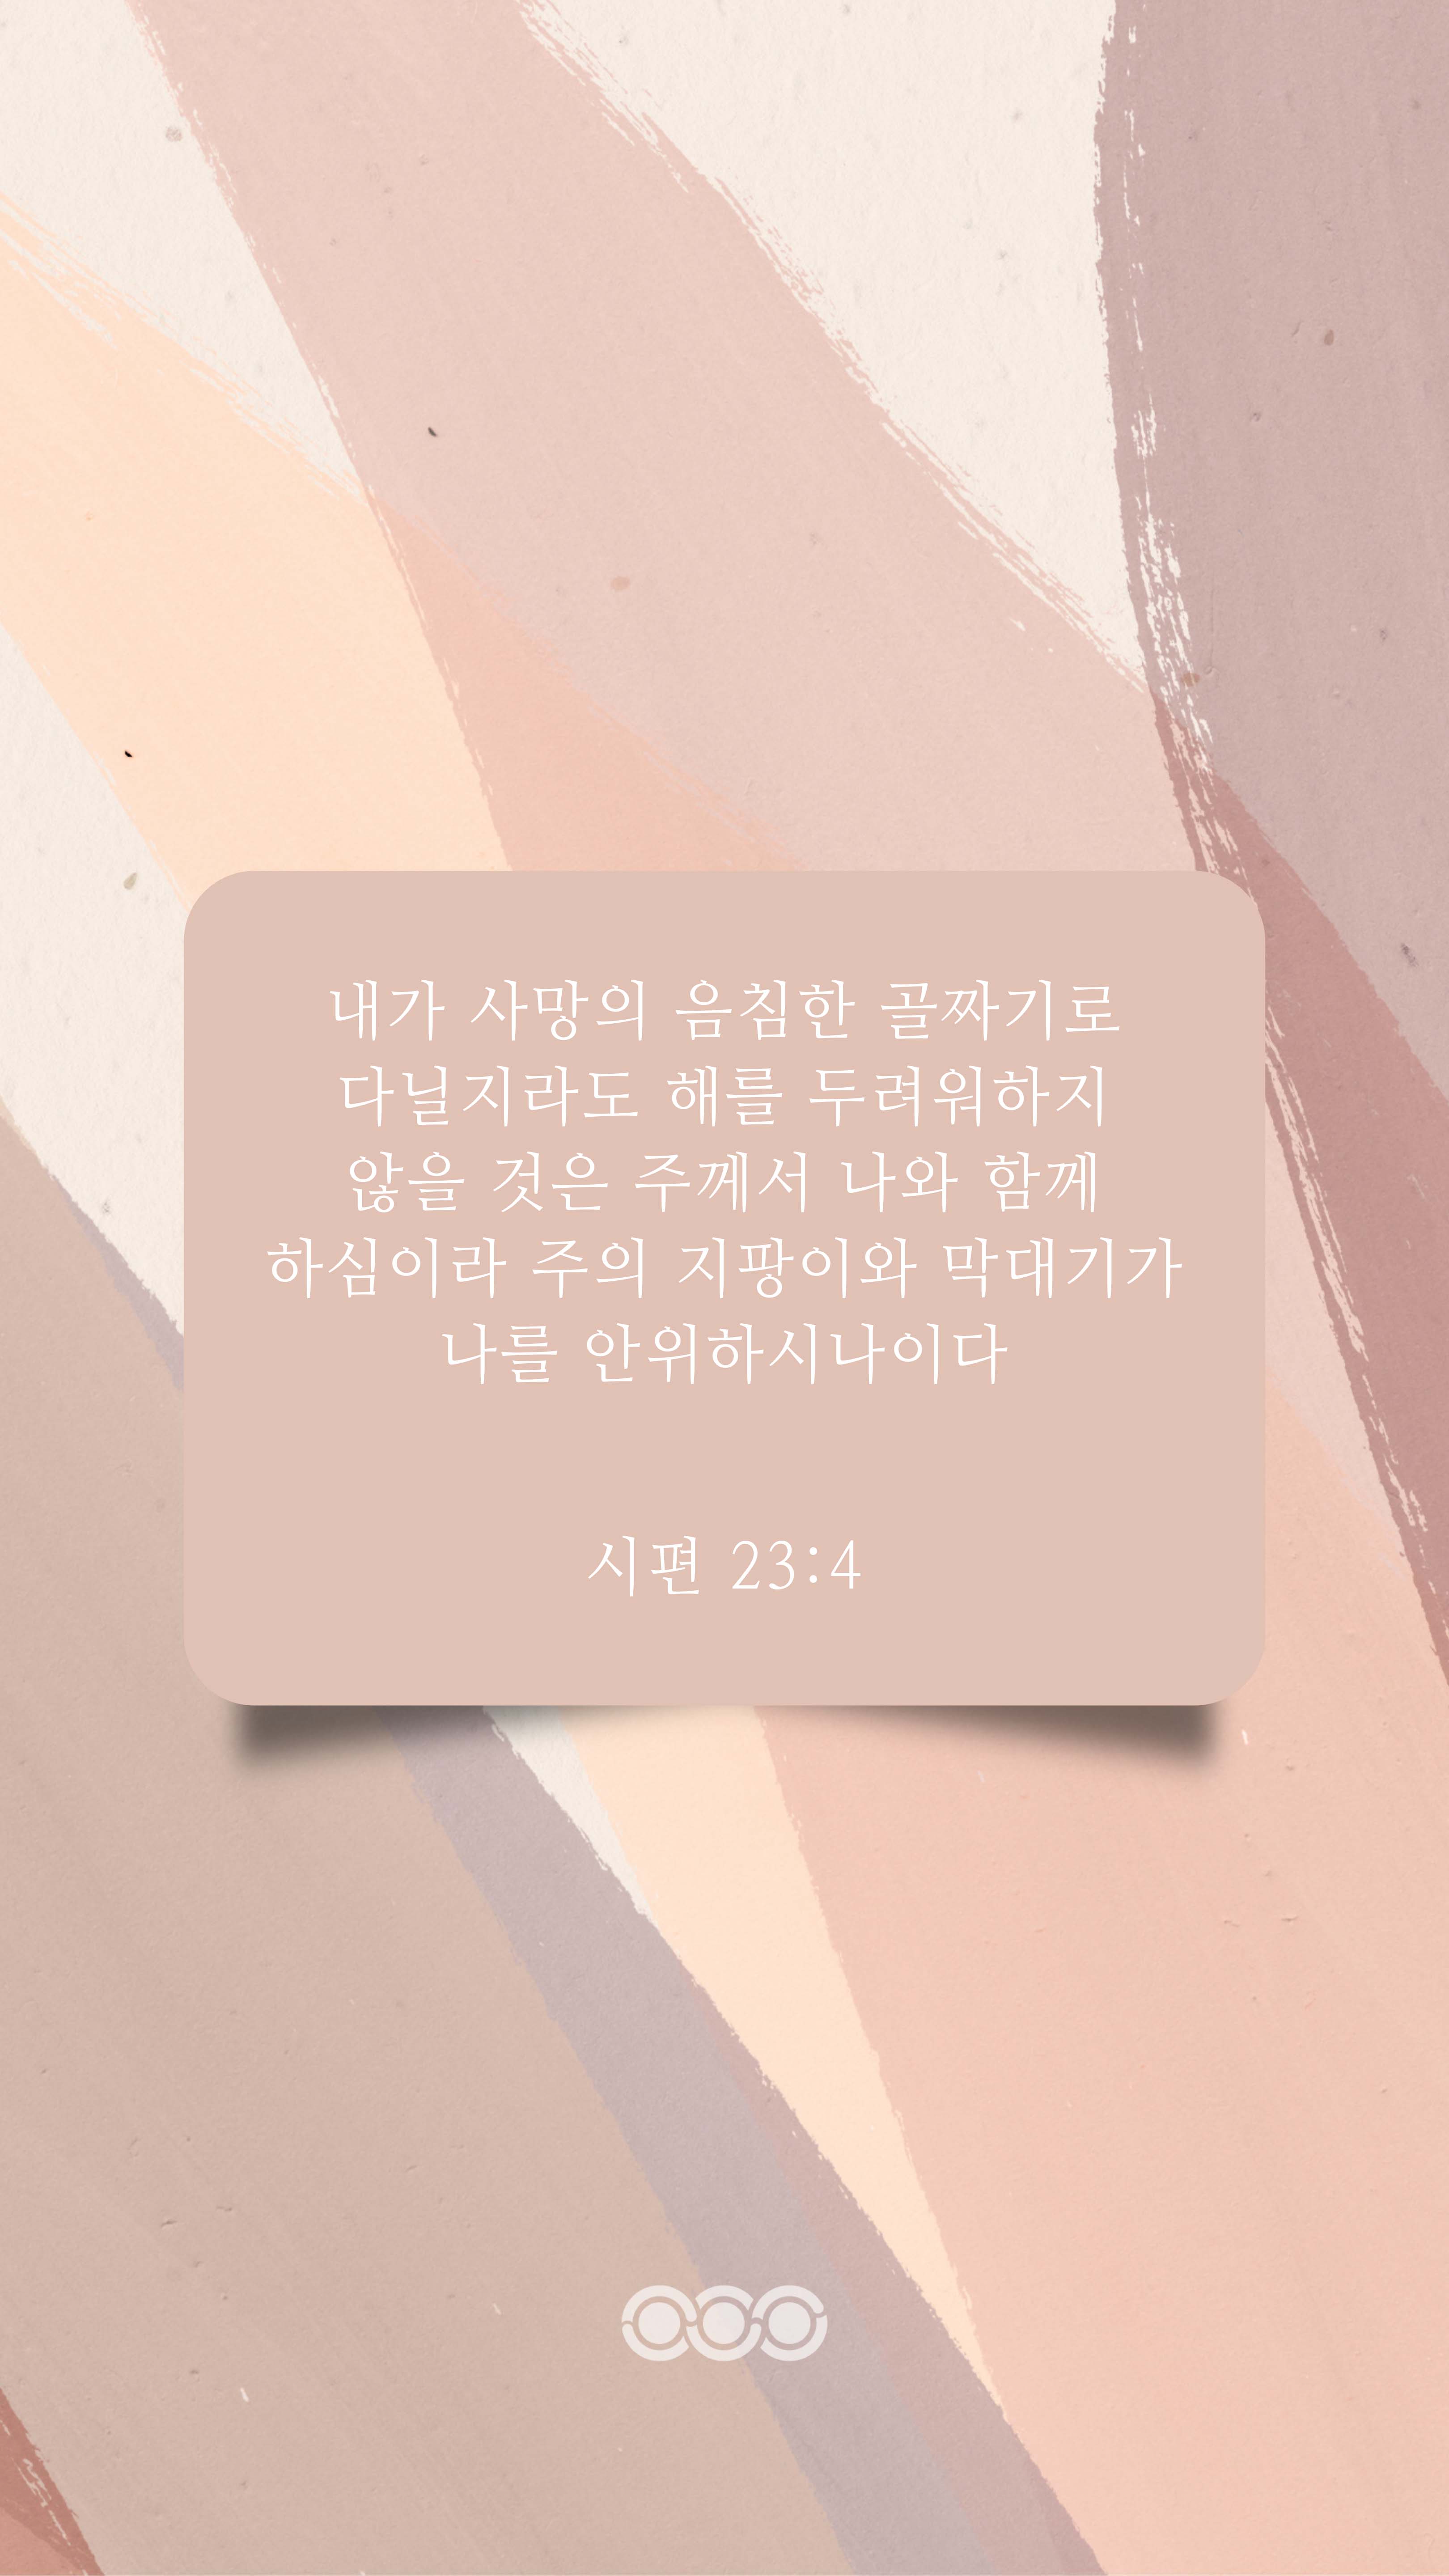 내가 사망의 음침한 골짜기로
다닐지라도 해를 두려워하지
않을 것은 주께서 나와 함께
하심이라 주의 지팡이와 막대기가
나를 안위하시나이다
시편 23:4